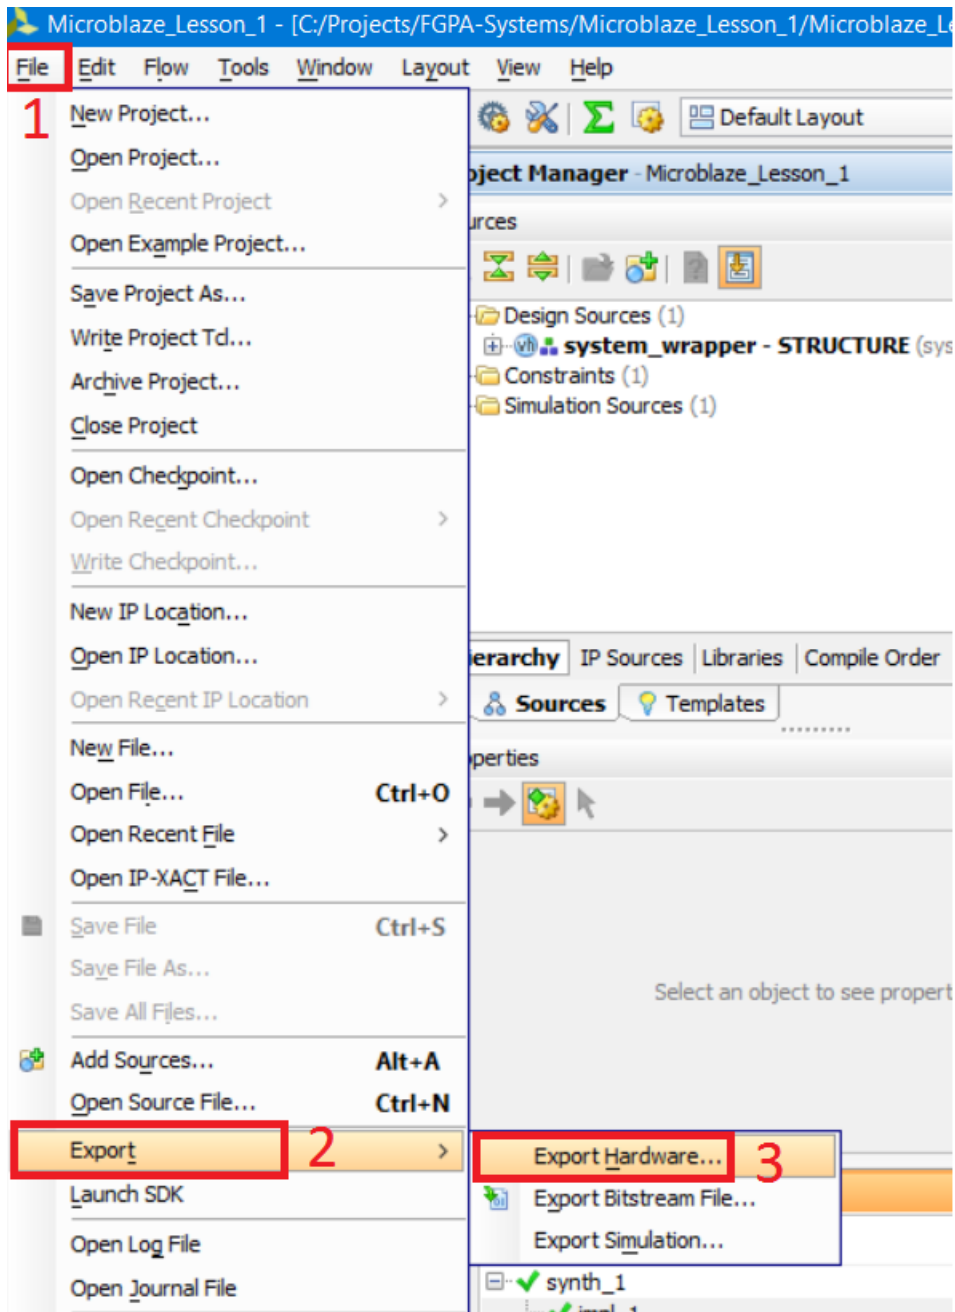 Microblaze_Lesson_1 - [C:/Projects/FGPA-Systems/Microblaze_Lesson_1/Microblaze_Le
File Edit Flow Tools Window Layout View Help
1
New Project...
Open Project...
Open Recent Project >
Open Example Project...
Save Project As...
Write Project Tcl...
Archive Project...
Close Project
Open Checkpoint...
Open Recent Checkpoint >
Write Checkpoint...
New IP Location...
Open IP Location...
Open Recent IP Location >
New File...
Open File... Ctrl+O
Open Recent File >
Open IP-XACT File...
Save File Ctrl+S
Save File As...
Save All Files...
Add Sources... Alt+A
Open Source File... Ctrl+N
Export 2 >
Launch SDK
Open Log File
Open Journal File
Export Hardware... 3
Export Bitstream File...
Export Simulation...
Default Layout
oject Manager - Microblaze_Lesson_1
urces
Design Sources (1)
system_wrapper - STRUCTURE (sys
Constraints (1)
Simulation Sources (1)
ierarchy IP Sources Libraries Compile Order
Sources Templates
perties
Select an object to see propert
synth_1
impl_1